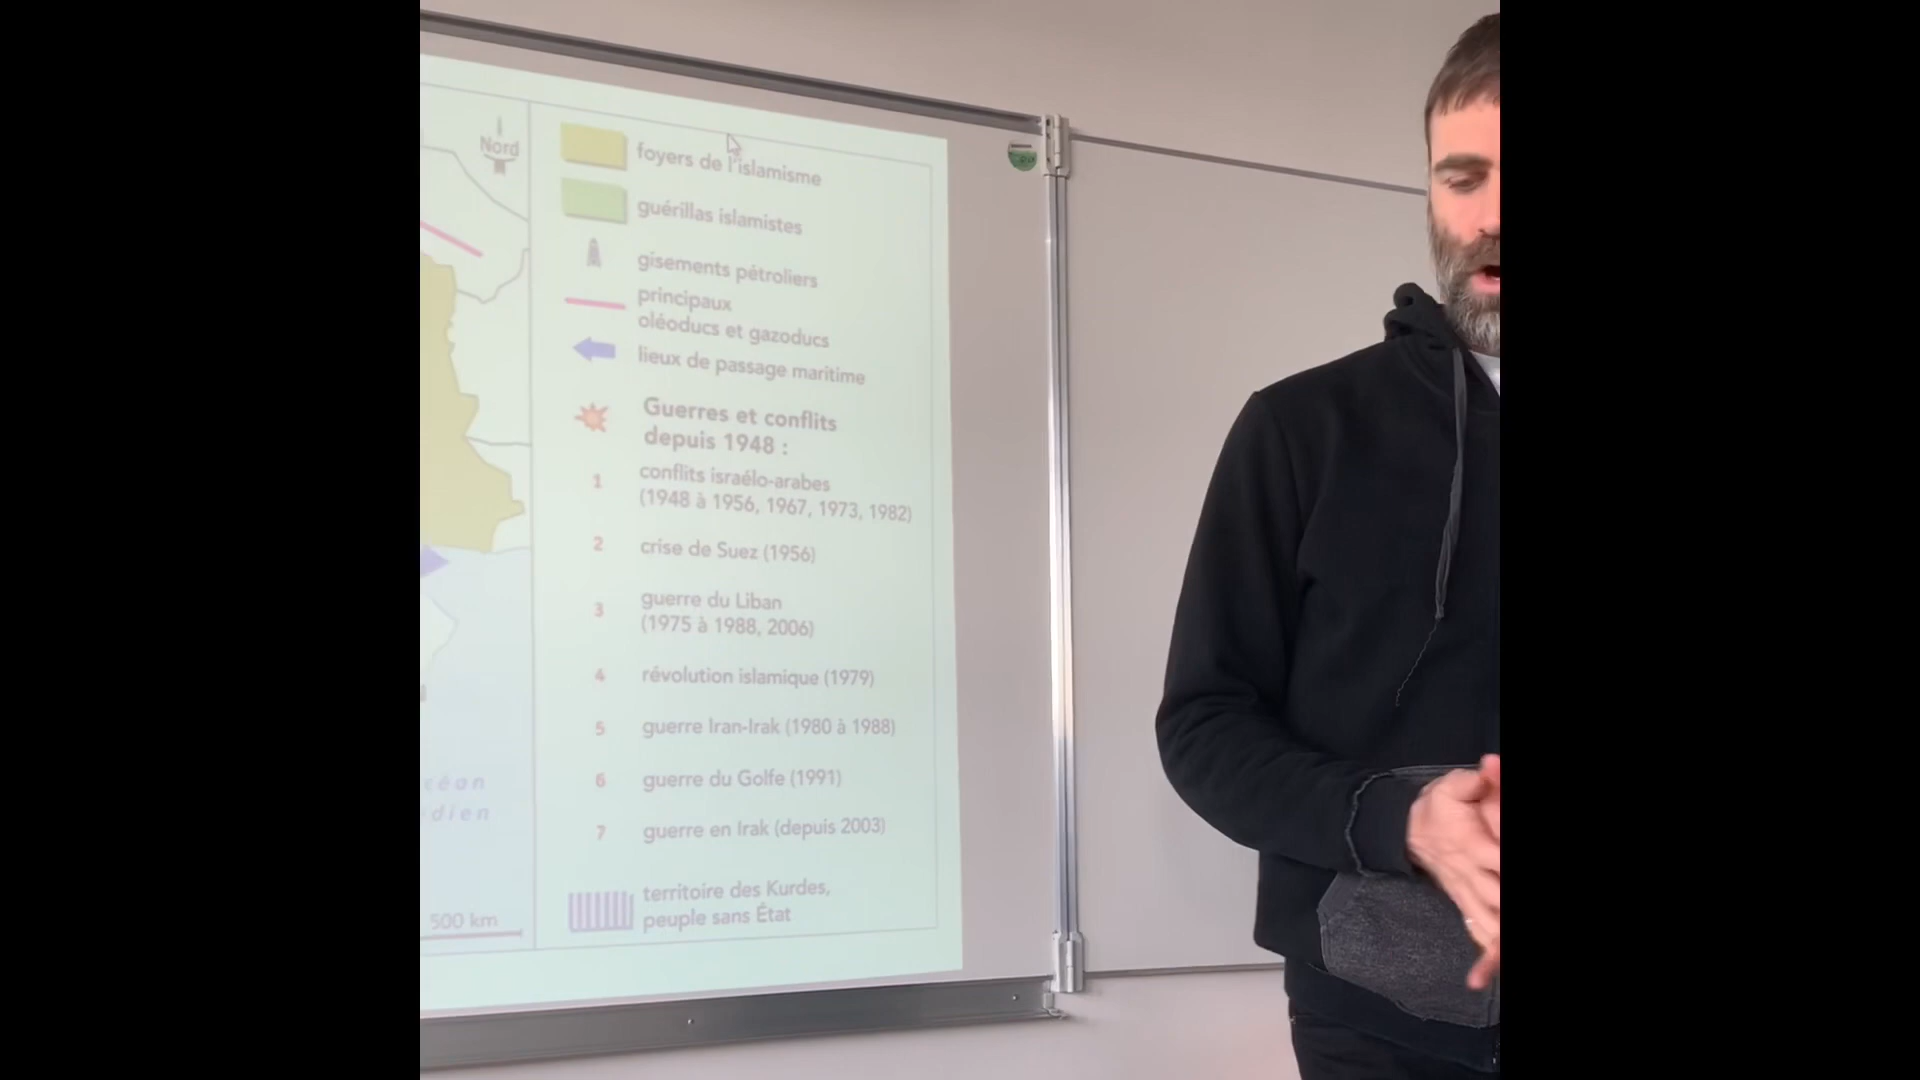 Nord
foyers de l'islamisme
guérillas islamistes
gisements pétroliers
principaux
oléoducs et gazoducs
lieux de passage maritime
Guerres et conflits
depuis 1948 :
1 conflits israélo-arabes
(1948 à 1956, 1967, 1973, 1982)
2 crise de Suez (1956)
3 guerre du Liban
(1975 à 1988, 2006)
4 révolution islamique (1979)
5 guerre Iran-Irak (1980 à 1988)
6 guerre du Golfe (1991)
7 guerre en Irak (depuis 2003)
territoire des Kurdes,
peuple sans État
céan
dien
500 km